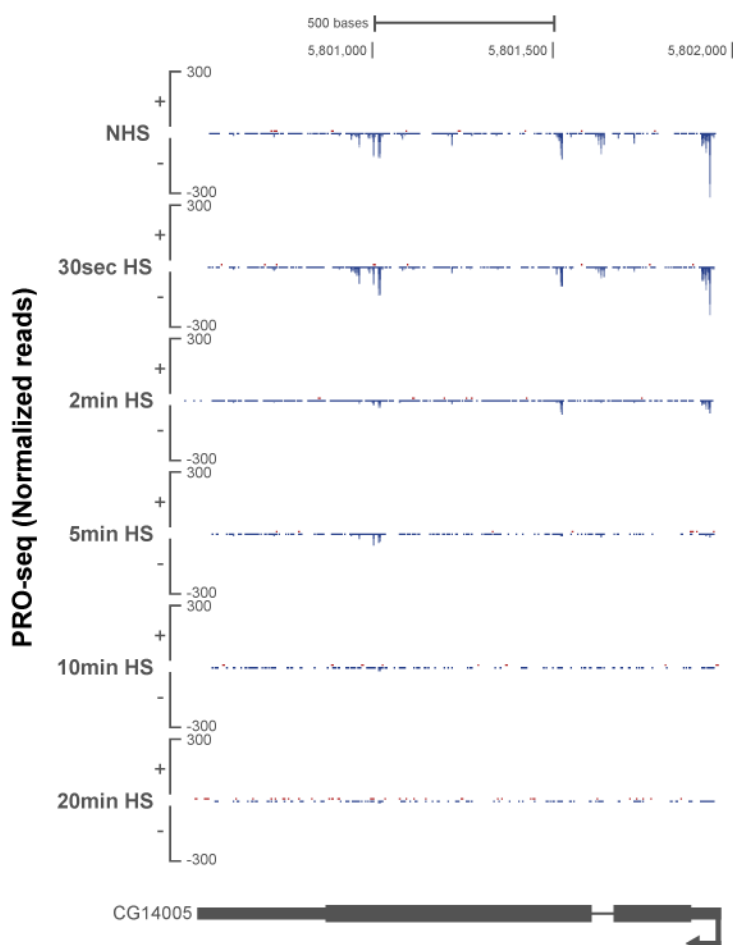 500 bases
5,801,000 5,801,500 5,802,000
PRO-seq (Normalized reads)
300
+
NHS
-
-300
300
+
30sec HS
-
-300
300
+
2min HS
-
-300
300
+
5min HS
-
-300
300
+
10min HS
-
-300
300
+
20min HS
-
-300
CG14005